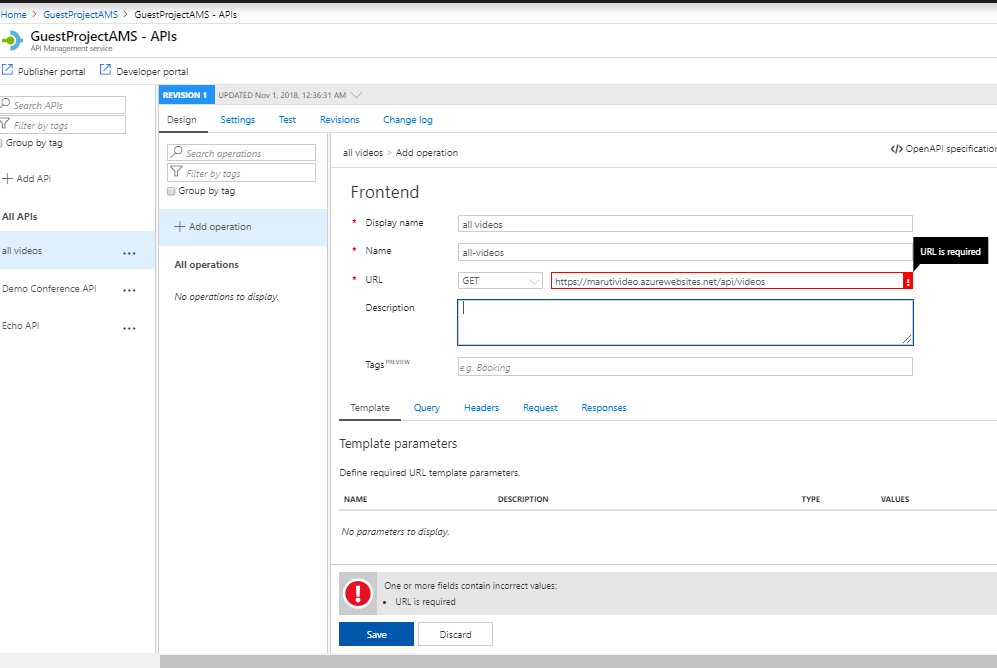 Home > GuestProjectAMS > GuestProjectAMS - APIs
GuestProjectAMS - APIs
API Management service
Publisher portal Developer portal
Search APIs
Filter by tags
Group by tag
+ Add API
All APIs
all videos ...
Demo Conference API ...
Echo API ...
REVISION 1 UPDATED Nov 1, 2018, 12:36:31 AM
Design Settings Test Revisions Change log
Search operations
Filter by tags
Group by tag
+ Add operation
All operations
No operations to display.
all videos > Add operation
</> OpenAPI specification
Frontend
* Display name all videos
* Name all-videos
URL is required
* URL GET https://marutivideo.azurewebsites.net/api/videos !
Description
Tags PREVIEW e.g. Booking
Template Query Headers Request Responses
Template parameters
Define required URL template parameters.
NAME DESCRIPTION TYPE VALUES
No parameters to display.
! One or more fields contain incorrect values:
• URL is required
Save Discard